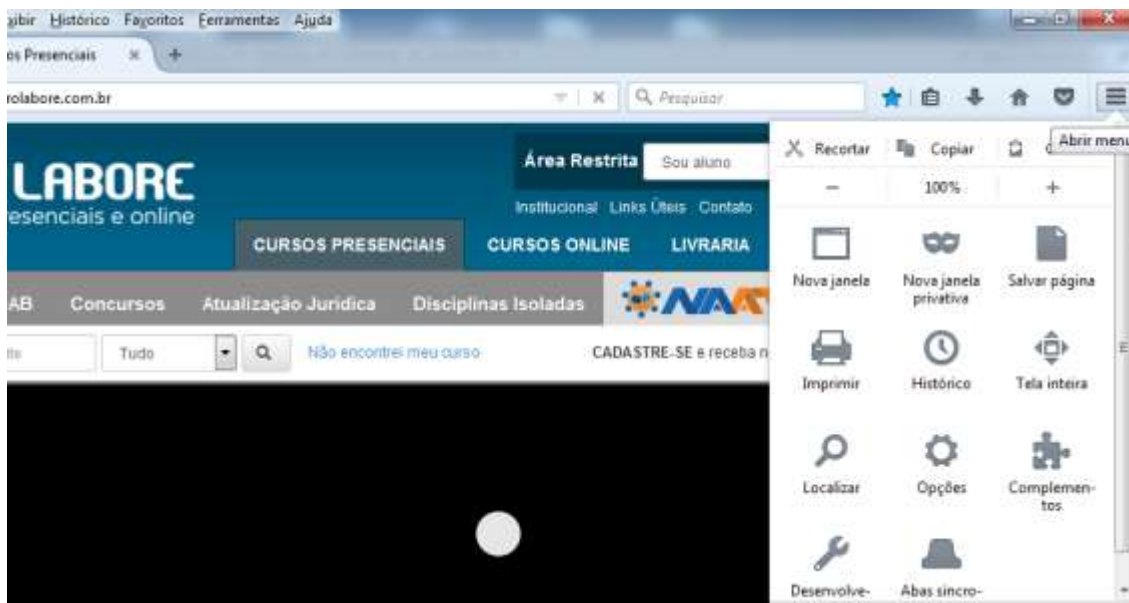 xibir Histórico Favoritos Ferramentas Ajuda
os Presenciais
rolabore.com.br
Pesquisar
Abrir menu
LABORE
esenciais e online
Área Restrita
Sou aluno
Institucional Links Úteis Contato
CURSOS PRESENCIAIS CURSOS ONLINE LIVRARIA
AB Concursos Atualização Jurídica Disciplinas Isoladas
Tudo
Não encontrei meu curso
CADASTRE-SE e receba n
Recortar Copiar
100%
Nova janela
Nova janela privativa
Salvar página
Imprimir Histórico Tela inteira
Localizar Opções
Complemen-
tos
Desenvolve- Abas sincro-